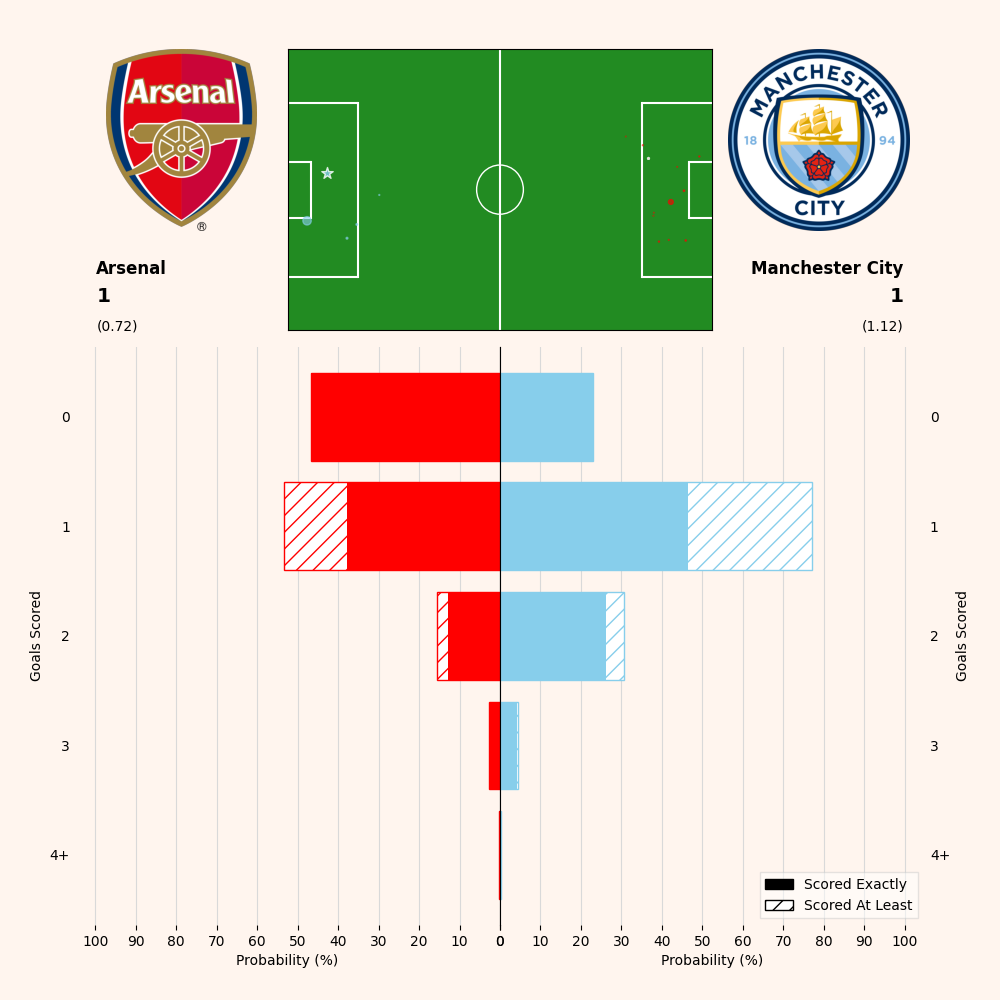 Arsenal
®
MANCHESTER
18 94
CITY
Arsenal
1
(0.72)
Manchester City
1
(1.12)
0
1
2
3
4+
Goals Scored
0
1
2
3
4+
Goals Scored
Scored Exactly
Scored At Least
100 90 80 70 60 50 40 30 20 10 0
0 10 20 30 40 50 60 70 80 90 100
Probability (%)
Probability (%)